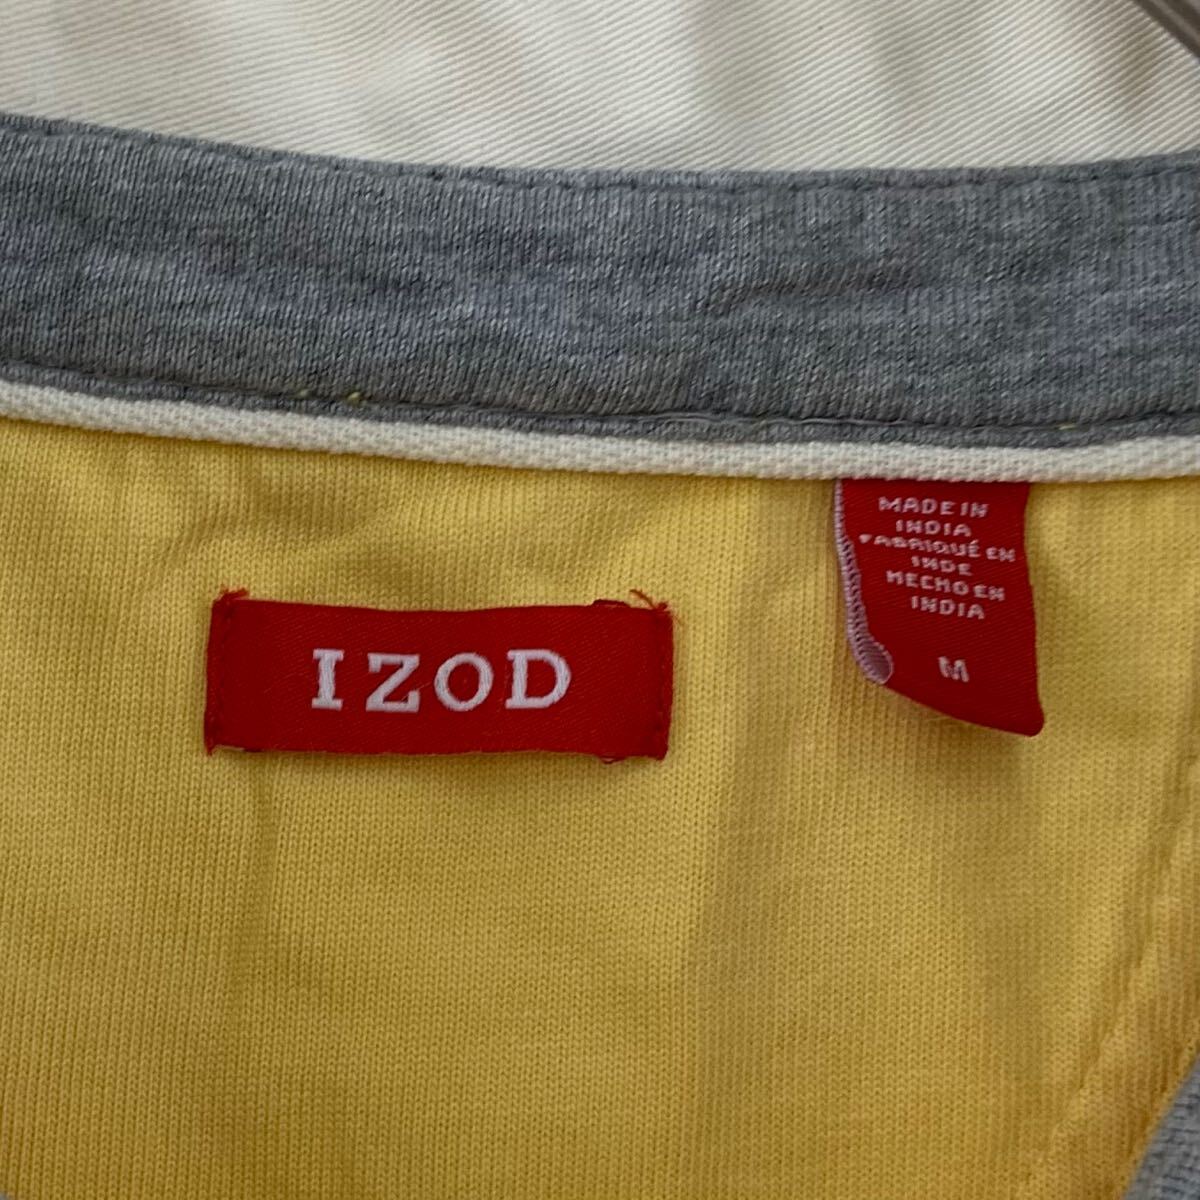 IZOD
MADE IN
INDIA
FABRIQUÉ EN
INDE
HECHO EN
INDIA
M